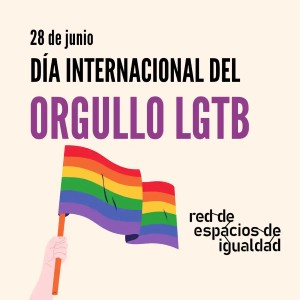 28 de junio
DÍA INTERNACIONAL DEL
ORGULLO LGTB
red de
espacios de
igualdad